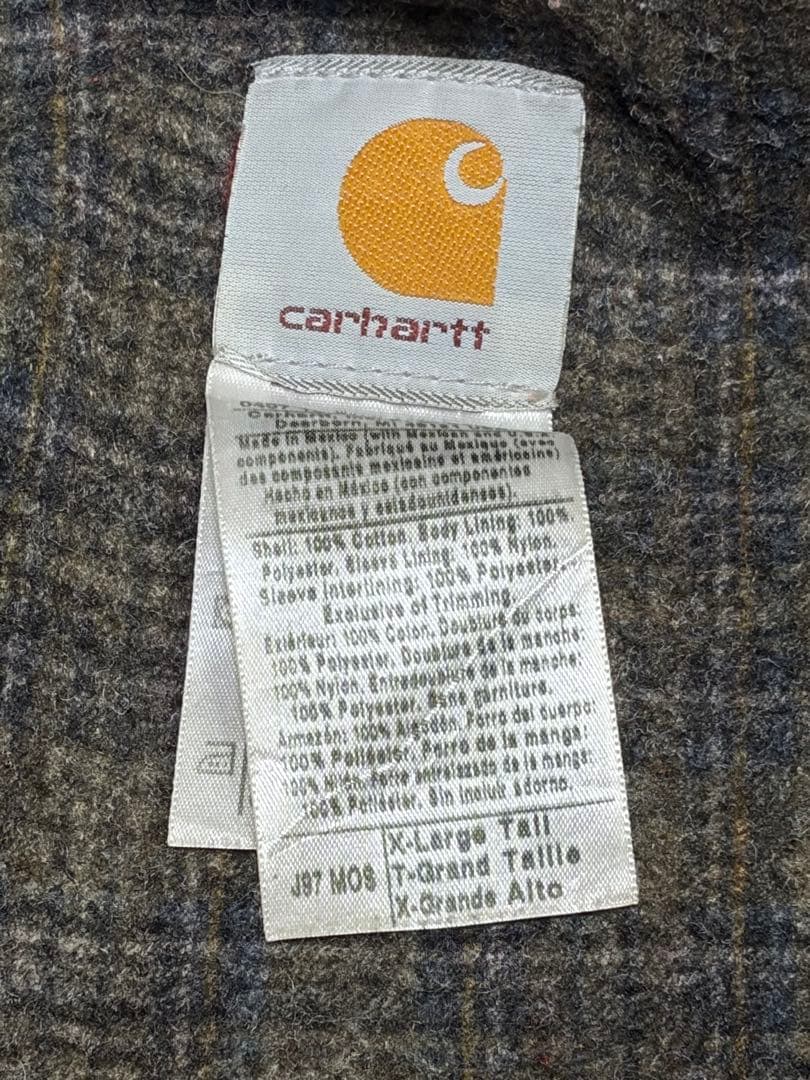 carhartt
Dearborn, MI
Made in Mexico (with Mexican and
components). Fabriqué au Mexique (avec
des composants mexicains et américains)
Hecho en México (con componentes
mexicanos y estadounidenses).
Shell: 100% Cotton, Body Lining: 100%
Polyester, Sleeve Lining: 100% Nylon,
Sleeve Interlining: 100% Polyester.
Exclusive of Trimming.
Extérieur: 100% Coton, Doublure du corps:
100% Polyester, Doublure de la manche:
100% Nylon, Entredoublure de la manche:
100% Polyester, Sans garniture.
Armazón: 100% Algodón, Forro del cuerpo:
100% Poliéster, Forro de la manga:
100% Nilón, Forro entrelazado de la manga:
100% Poliéster, Sin incluir adorno.
J97 MOS
X-Large Tall
T-Grand Taille
X-Grande Alto